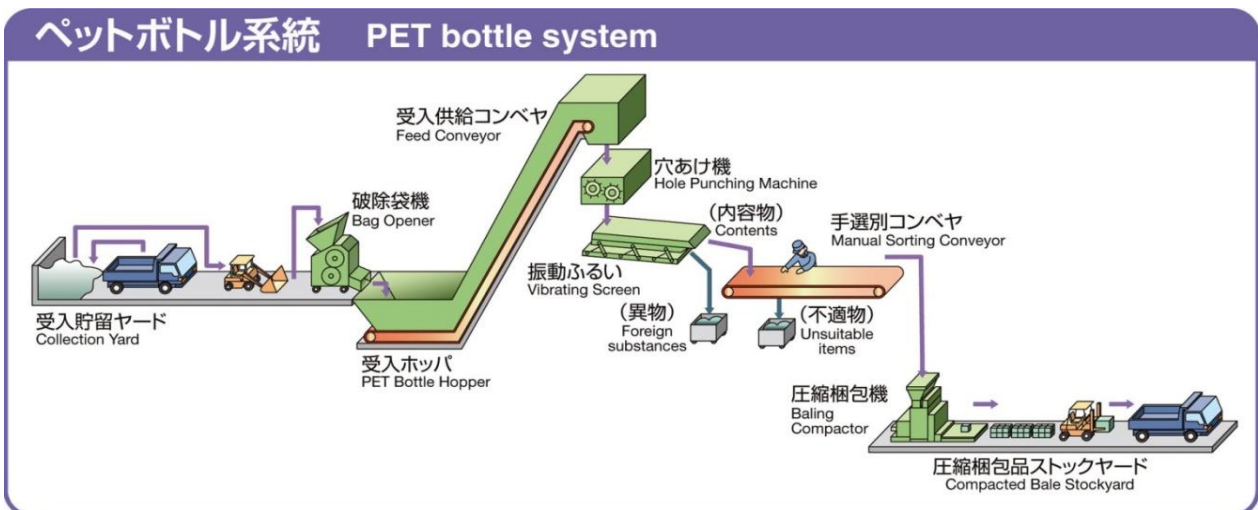 ペットボトル系統 PET bottle system
受入供給コンベヤ
Feed Conveyor
穴あけ機
Hole Punching Machine
破除袋機
Bag Opener
(内容物)
Contents
手選別コンベヤ
Manual Sorting Conveyor
振動ふるい
Vibrating Screen
(異物)
Foreign
substances
(不適物)
Unsuitable
items
受入貯留ヤード
Collection Yard
受入ホッパ
PET Bottle Hopper
圧縮梱包機
Baling
Compactor
圧縮梱包品ストックヤード
Compacted Bale Stockyard